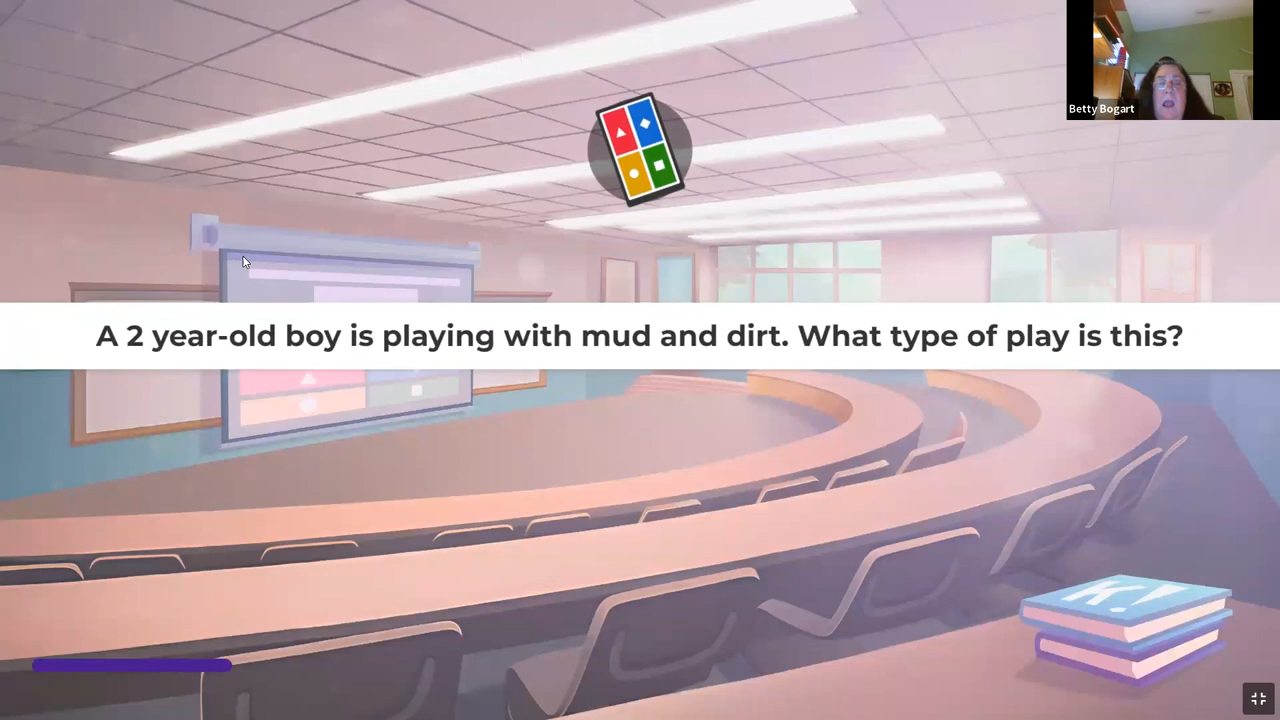 Betty Bogart
A 2 year-old boy is playing with mud and dirt. What type of play is this?
K!